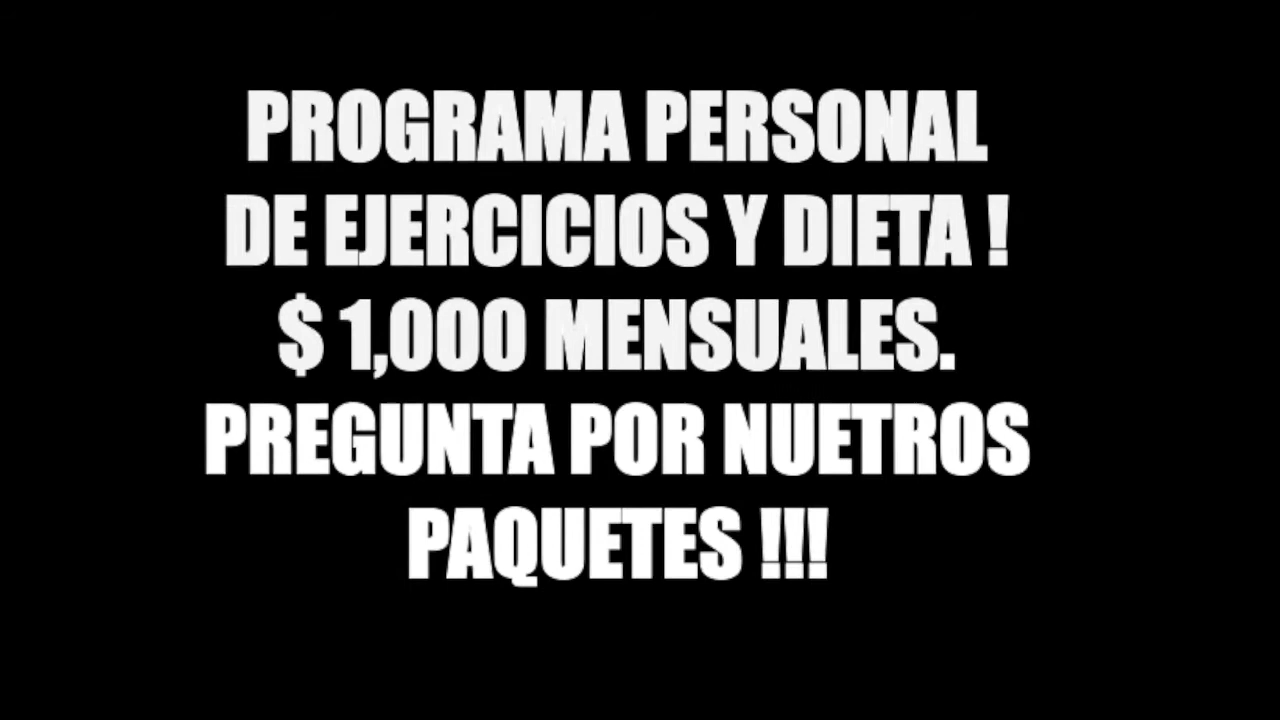 PROGRAMA PERSONAL
DE EJERCICIOS Y DIETA !
$ 1,000 MENSUALES.
PREGUNTA POR NUETROS
PAQUETES !!!